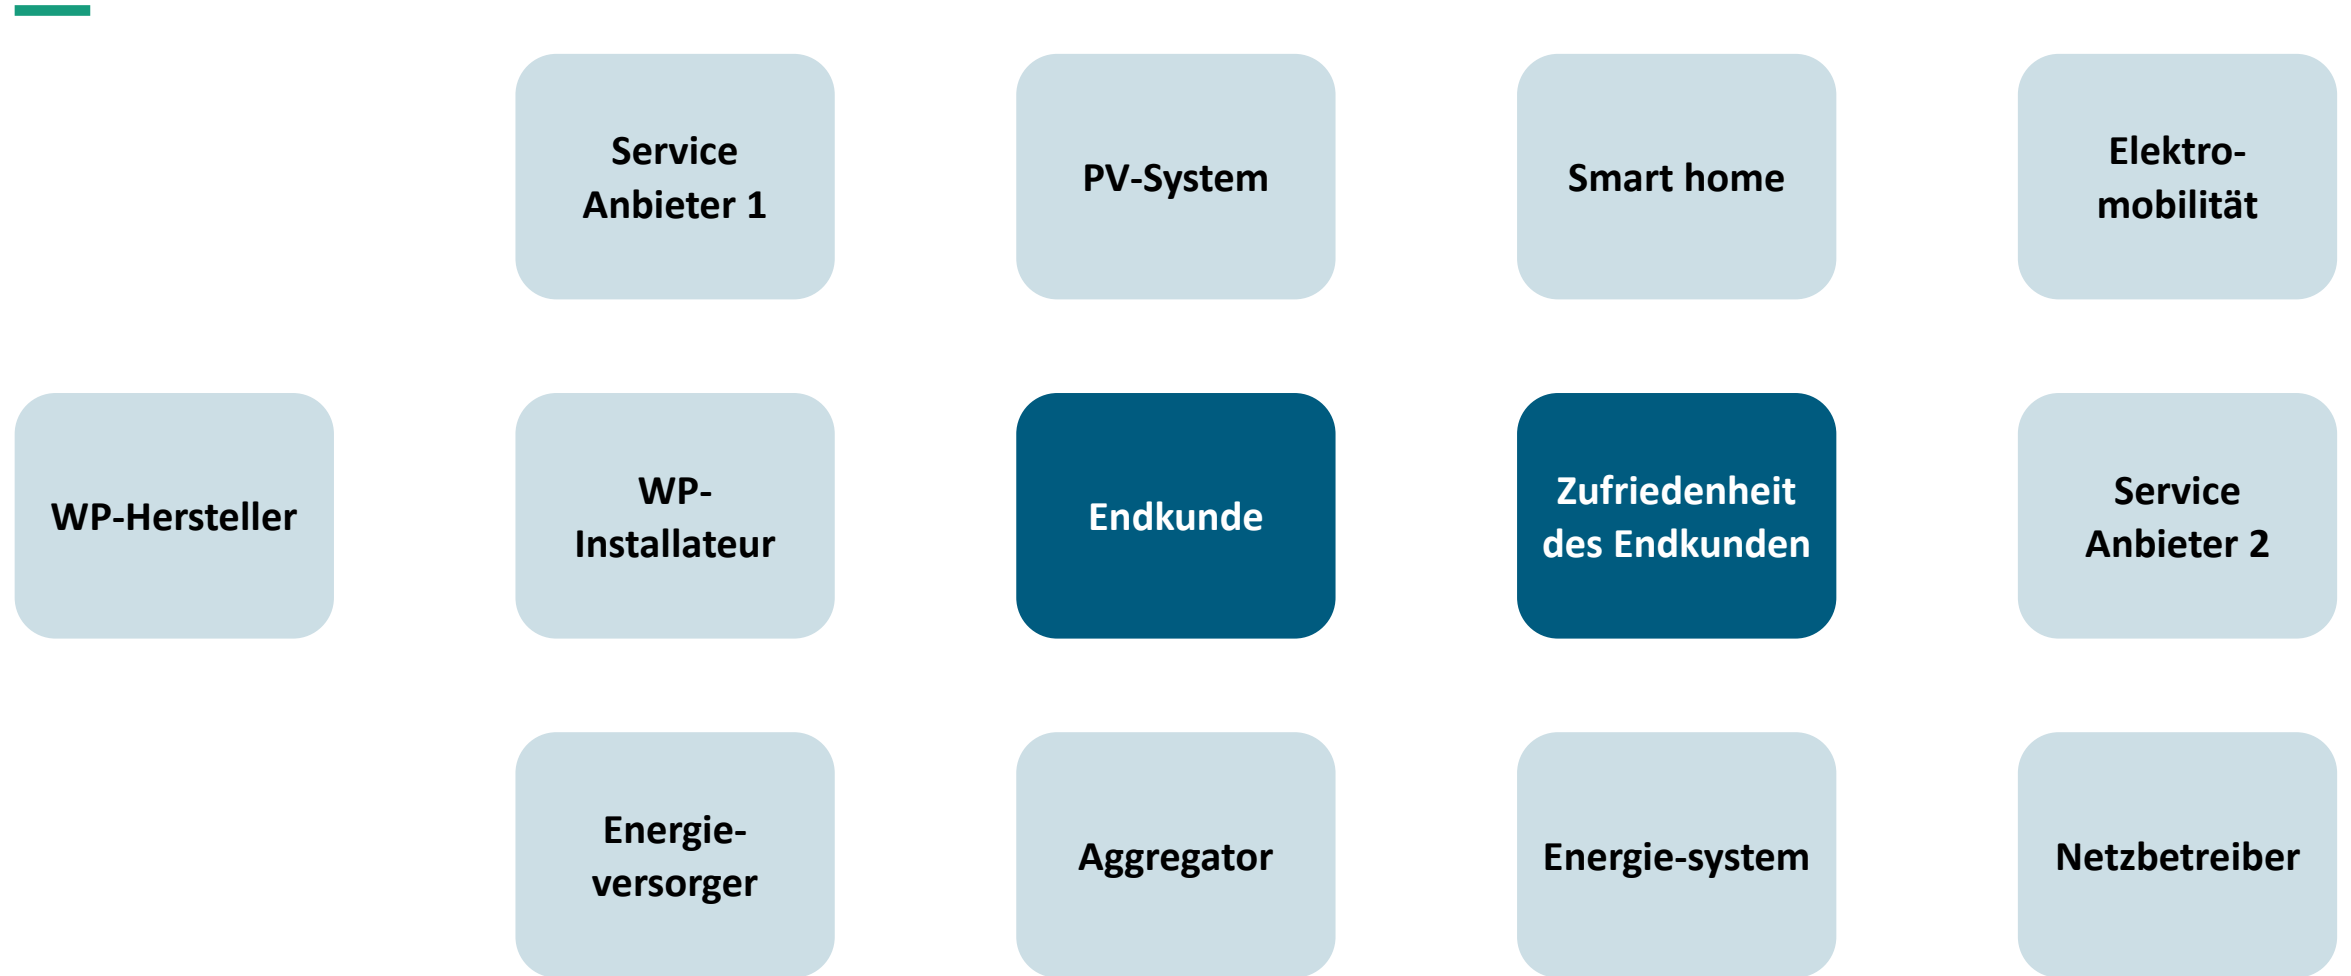 Service
Anbieter 1
PV-System
Smart home
Elektro-
mobilität
WP-Hersteller
WP-
Installateur
Endkunde
Zufriedenheit
des Endkunden
Service
Anbieter 2
Energie-
versorger
Aggregator
Energie-system
Netzbetreiber